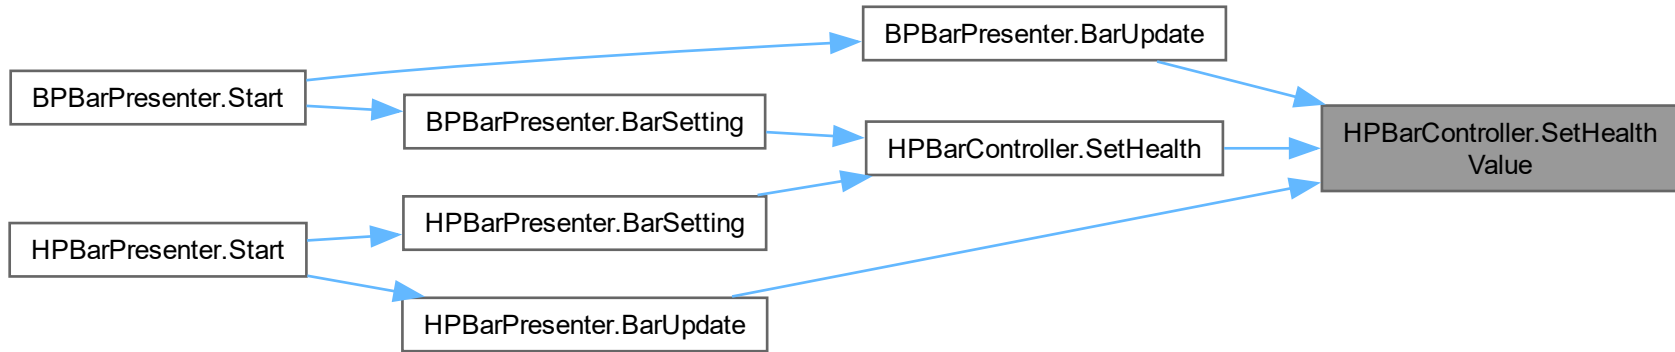 BPBarPresenter.BarUpdate
BPBarPresenter.Start
BPBarPresenter.BarSetting
HPBarController.SetHealth
HPBarController.SetHealth
Value
HPBarPresenter.BarSetting
HPBarPresenter.Start
HPBarPresenter.BarUpdate